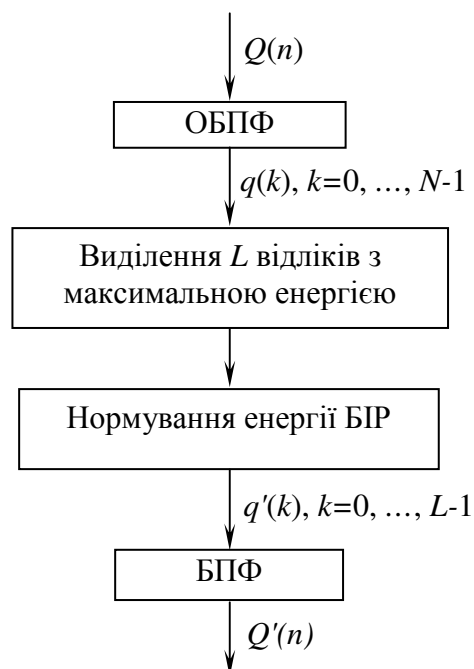 Q(n)
ОБПФ
q(k), k=0, ..., N-1
Виділення L відліків з
максимальною енергією
Нормування енергії БІР
q'(k), k=0, ..., L-1
БПФ
Q'(n)